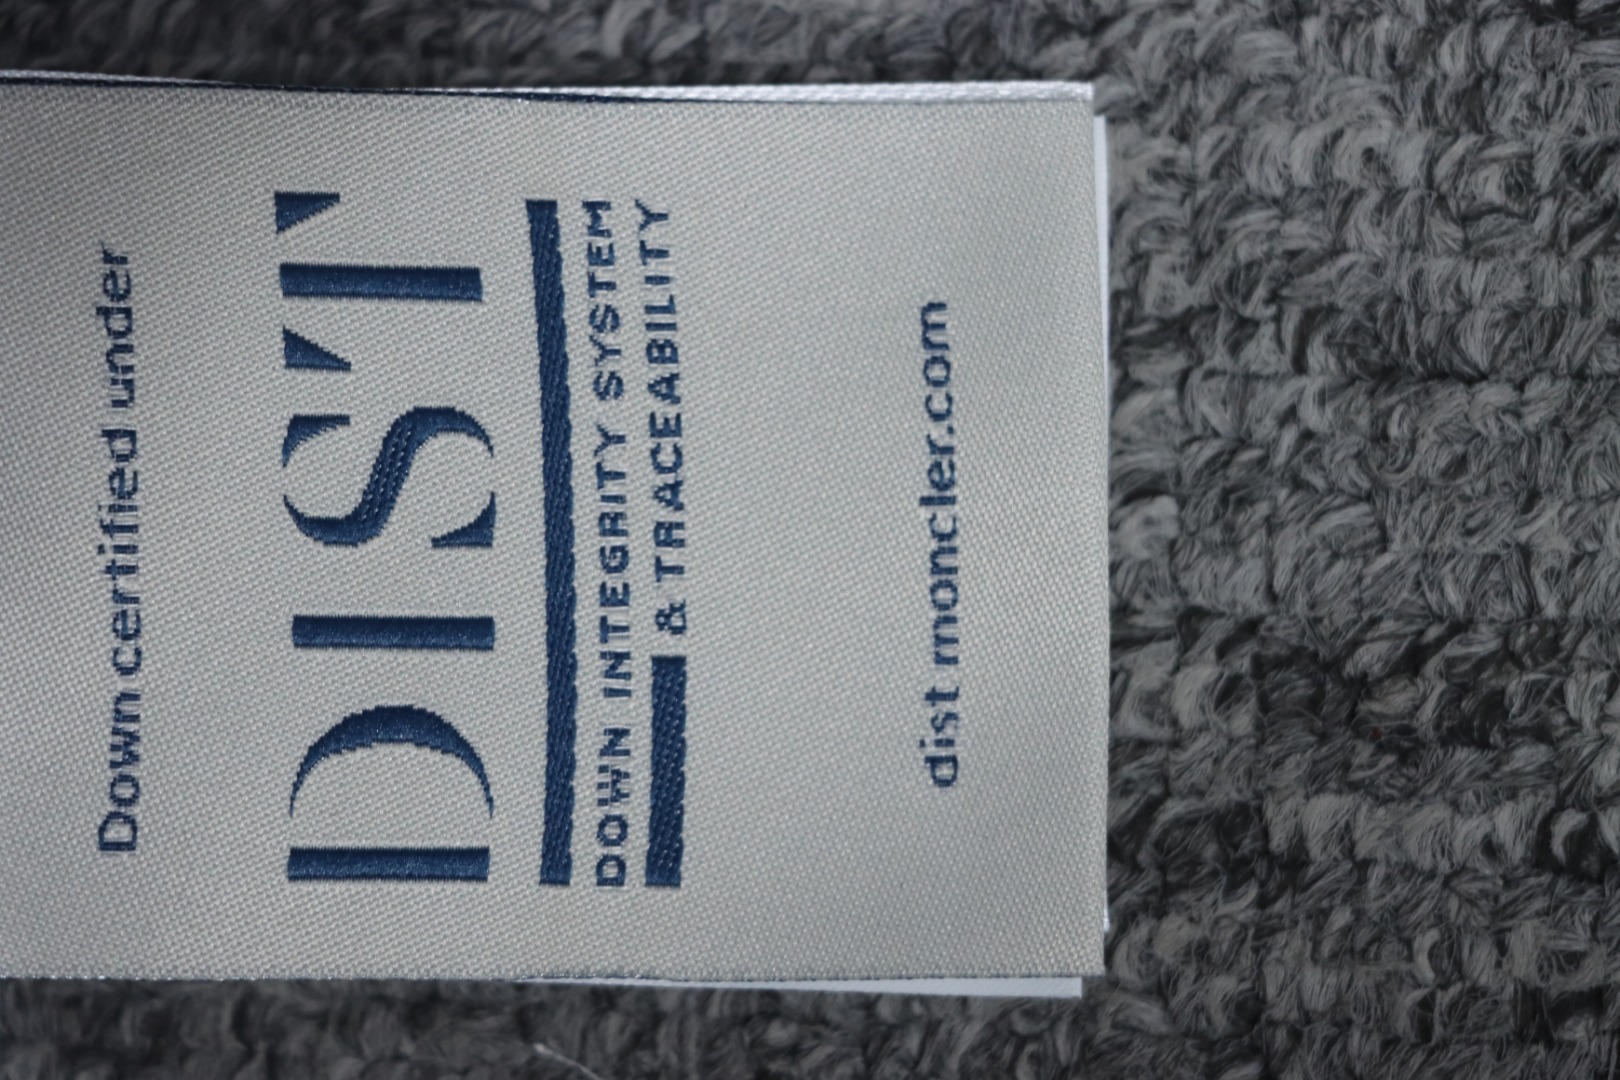 Down certified under
DIST
DOWN INTEGRITY SYSTEM
& TRACEABILITY
dist moncler.com